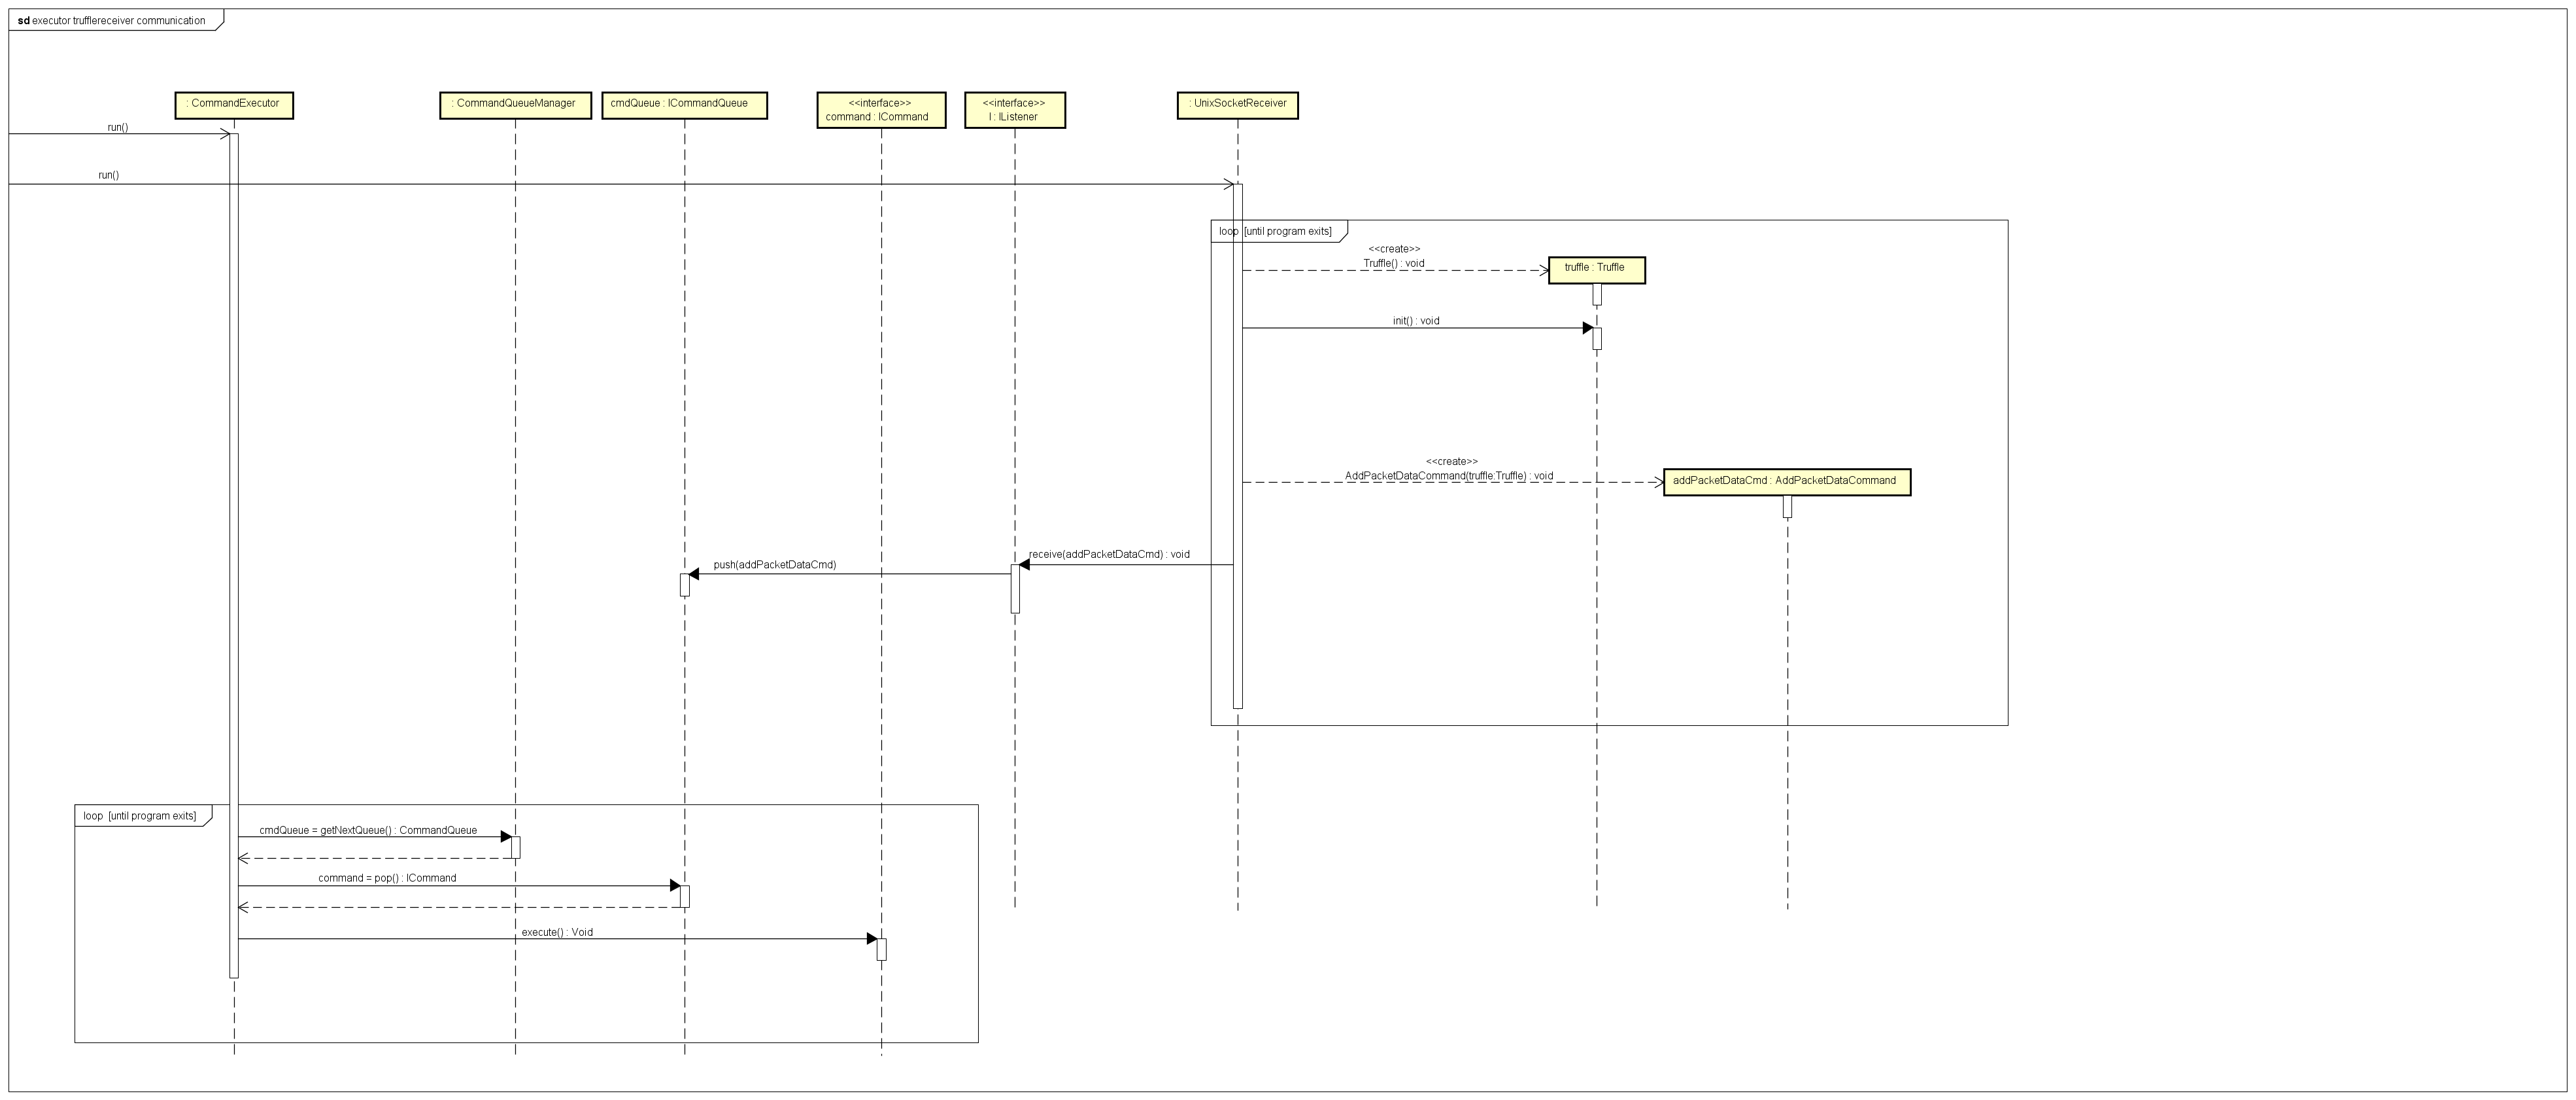 sd executor trufflereceiver communication
: CommandExecutor
: CommandQueueManager
cmdQueue : ICommandQueue
<<interface>>
command : ICommand
<<interface>>
l : IListener
: UnixSocketReceiver
run()
run()
loop [until program exits]
<<create>>
Truffle() : void
truffle : Truffle
init() : void
<<create>>
AddPacketDataCommand(truffle:Truffle) : void
addPacketDataCmd : AddPacketDataCommand
receive(addPacketDataCmd) : void
push(addPacketDataCmd)
loop [until program exits]
cmdQueue = getNextQueue() : CommandQueue
command = pop() : ICommand
execute() : Void